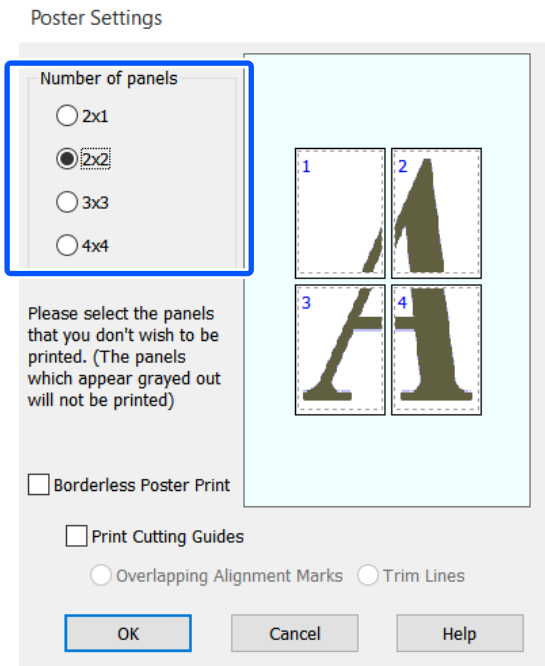 Poster Settings
Number of panels
2x1
2x2
3x3
4x4
1
2
3
4
Please select the panels
that you don't wish to be
printed. (The panels
which appear grayed out
will not be printed)
Borderless Poster Print
Print Cutting Guides
Overlapping Alignment Marks
Trim Lines
OK
Cancel
Help